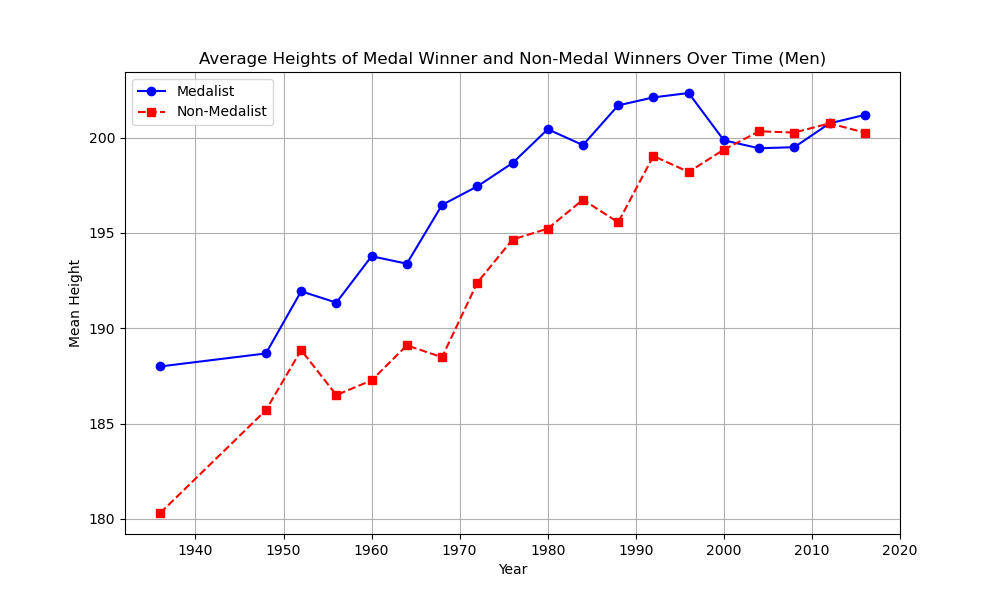 Average Heights of Medal Winner and Non-Medal Winners Over Time (Men)
Medalist
Non-Medalist
200
195
190
185
180
Mean Height
1940 1950 1960 1970 1980 1990 2000 2010 2020
Year